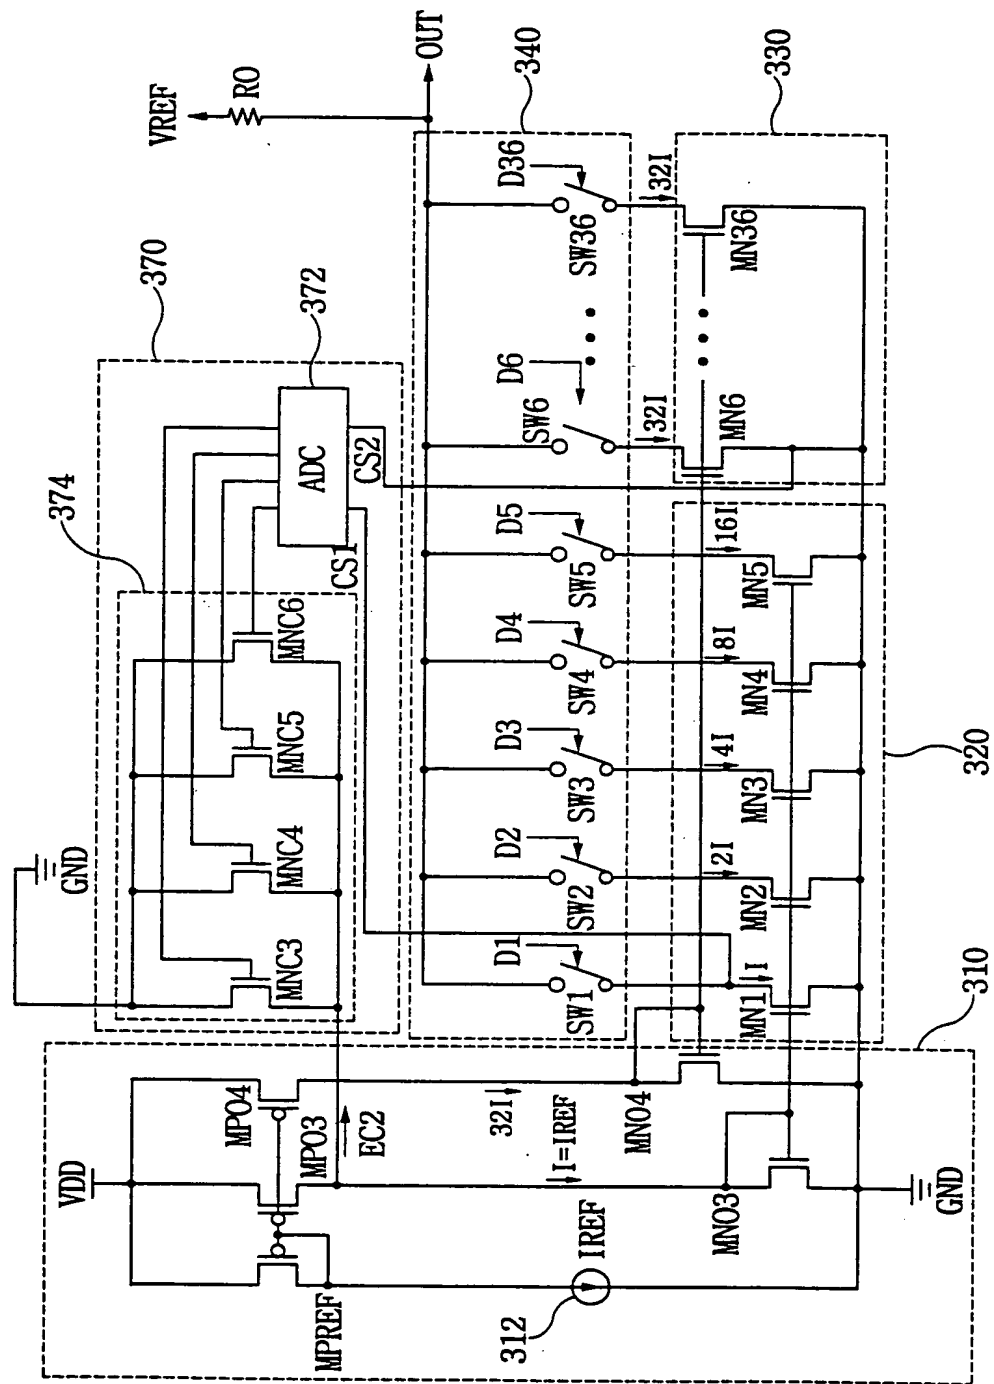 VREF
RO
OUT
340
330
370
372
374
ADC
CS1
CS2
MNC3
MNC4
MNC5
MNC6
GND
D1
D2
D3
D4
D5
D6
D36
SW1
SW2
SW3
SW4
SW5
SW6
SW36
I
2I
4I
8I
16I
32I
32I
MN1
MN2
MN3
MN4
MN5
MN6
MN36
320
310
VDD
MPO4
MPO3
MPREF
EC2
32I
I=IREF
IREF
312
MNO4
MNO3
GND